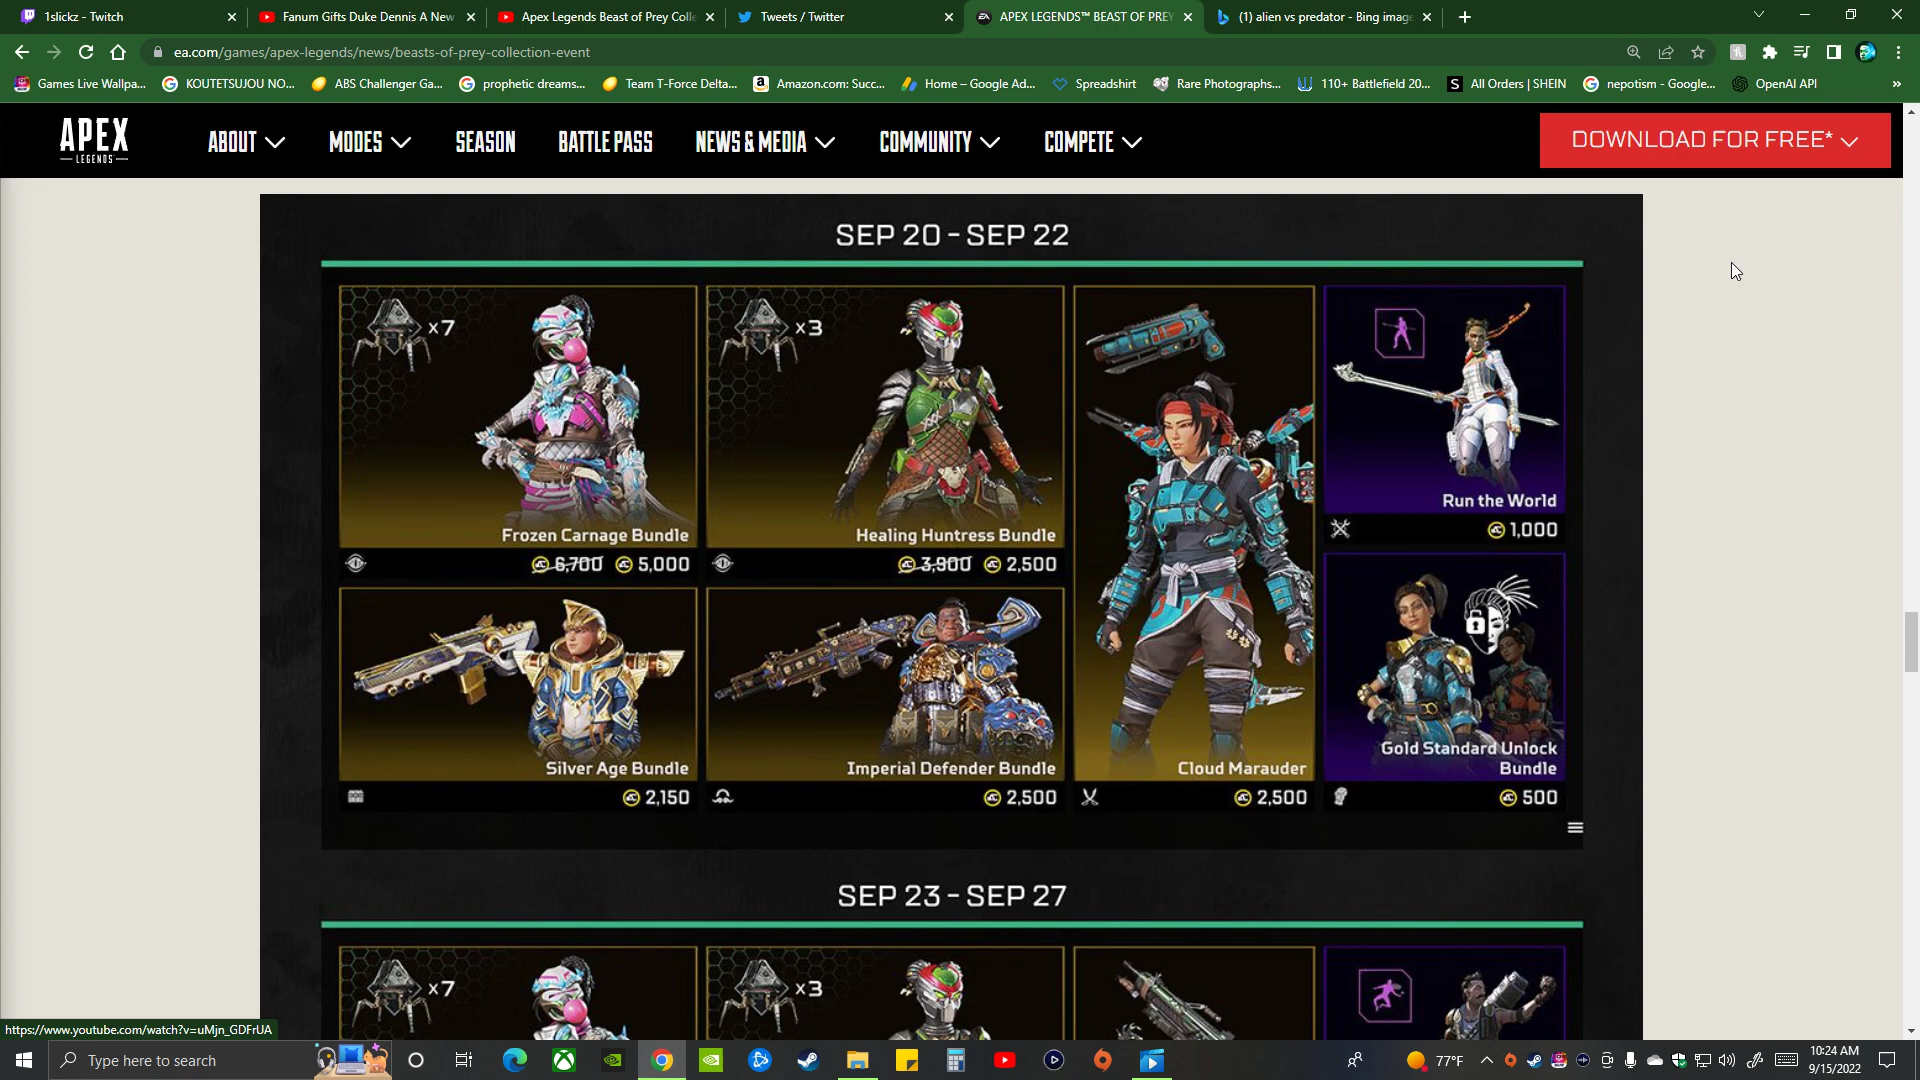 1slickz - Twitch
Fanum Gifts Duke Dennis A New
Apex Legends Beast of Prey Colle
Tweets / Twitter
APEX LEGENDS™ BEAST OF PREY
(1) alien vs predator - Bing image
ea.com/games/apex-legends/news/beasts-of-prey-collection-event
Games Live Wallpa...
KOUTETSUJOU NO...
ABS Challenger Ga...
prophetic dreams...
Team T-Force Delta...
Amazon.com: Succ...
Home – Google Ad...
Spreadshirt
Rare Photographs...
110+ Battlefield 20...
All Orders | SHEIN
nepotism - Google...
OpenAI API
»
APEX
LEGENDS
ABOUT
MODES
SEASON
BATTLE PASS
NEWS & MEDIA
COMMUNITY
COMPETE
DOWNLOAD FOR FREE*
SEP 20 - SEP 22
x7
Frozen Carnage Bundle
6,700 5,000
x3
Healing Huntress Bundle
3,900 2,500
Cloud Marauder
2,500
Run the World
1,000
Silver Age Bundle
2,150
Imperial Defender Bundle
2,500
Gold Standard Unlock
Bundle
500
SEP 23 - SEP 27
x7
x3
https://www.youtube.com/watch?v=uMjn_GDFrUA
Type here to search
77°F
10:24 AM
9/15/2022